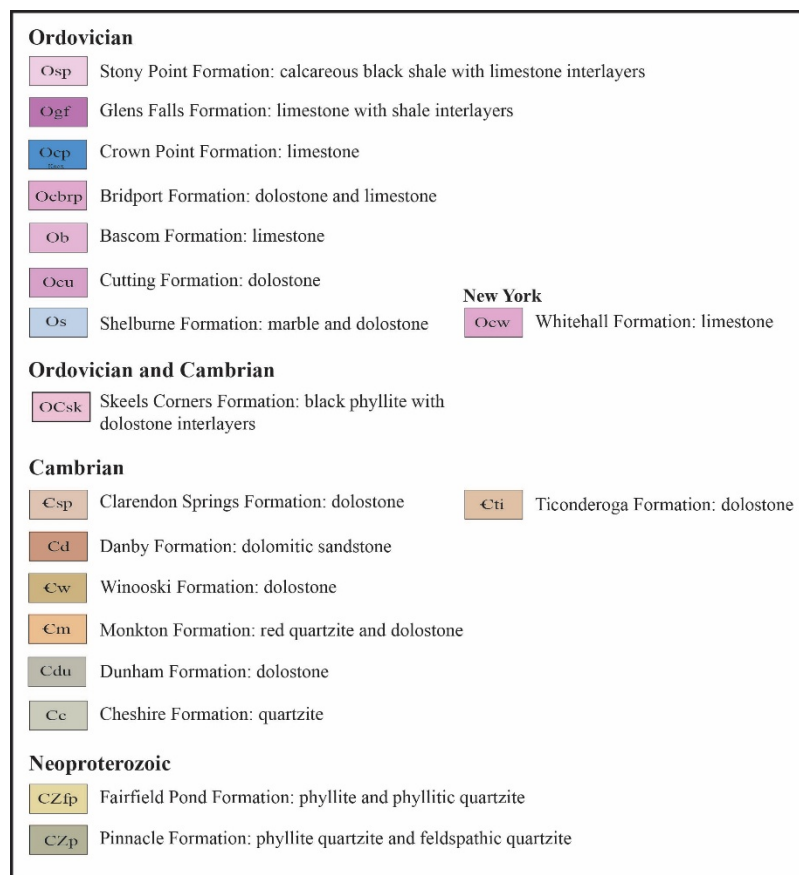 Ordovician
Osp Stony Point Formation: calcareous black shale with limestone interlayers
Ogf Glens Falls Formation: limestone with shale interlayers
Ocp Crown Point Formation: limestone
Ocbrp Bridport Formation: dolostone and limestone
Ob Bascom Formation: limestone
Ocu Cutting Formation: dolostone
New York
Os Shelburne Formation: marble and dolostone Ocw Whitehall Formation: limestone
Ordovician and Cambrian
OCsk Skeels Corners Formation: black phyllite with
dolostone interlayers
Cambrian
Єsp Clarendon Springs Formation: dolostone Єti Ticonderoga Formation: dolostone
Cd Danby Formation: dolomitic sandstone
Єw Winooski Formation: dolostone
Єm Monkton Formation: red quartzite and dolostone
Cdu Dunham Formation: dolostone
Cc Cheshire Formation: quartzite
Neoproterozoic
CZfp Fairfield Pond Formation: phyllite and phyllitic quartzite
CZp Pinnacle Formation: phyllite quartzite and feldspathic quartzite